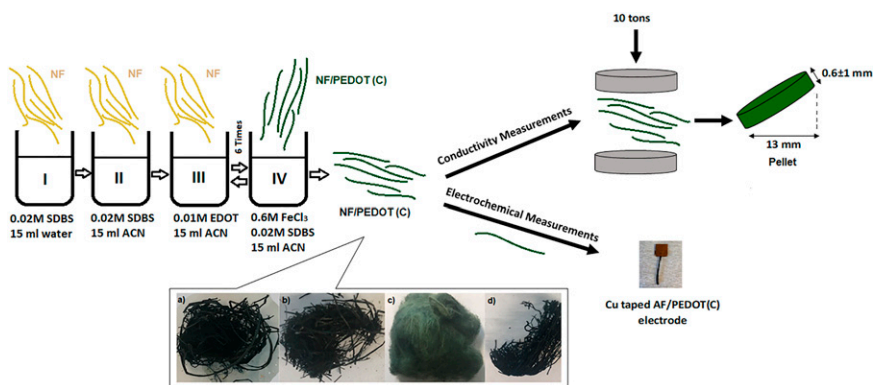 NF
NF
NF
NF/PEDOT (C)
6 Times
I
II
III
IV
0.02M SDBS
15 ml water
0.02M SDBS
15 ml ACN
0.01M EDOT
15 ml ACN
0.6M FeCl₃
0.02M SDBS
15 ml ACN
NF/PEDOT (C)
Conductivity Measurements
Electrochemical Measurements
10 tons
0.6±1 mm
13 mm
Pellet
Cu taped AF/PEDOT(C)
electrode
a)
b)
c)
d)